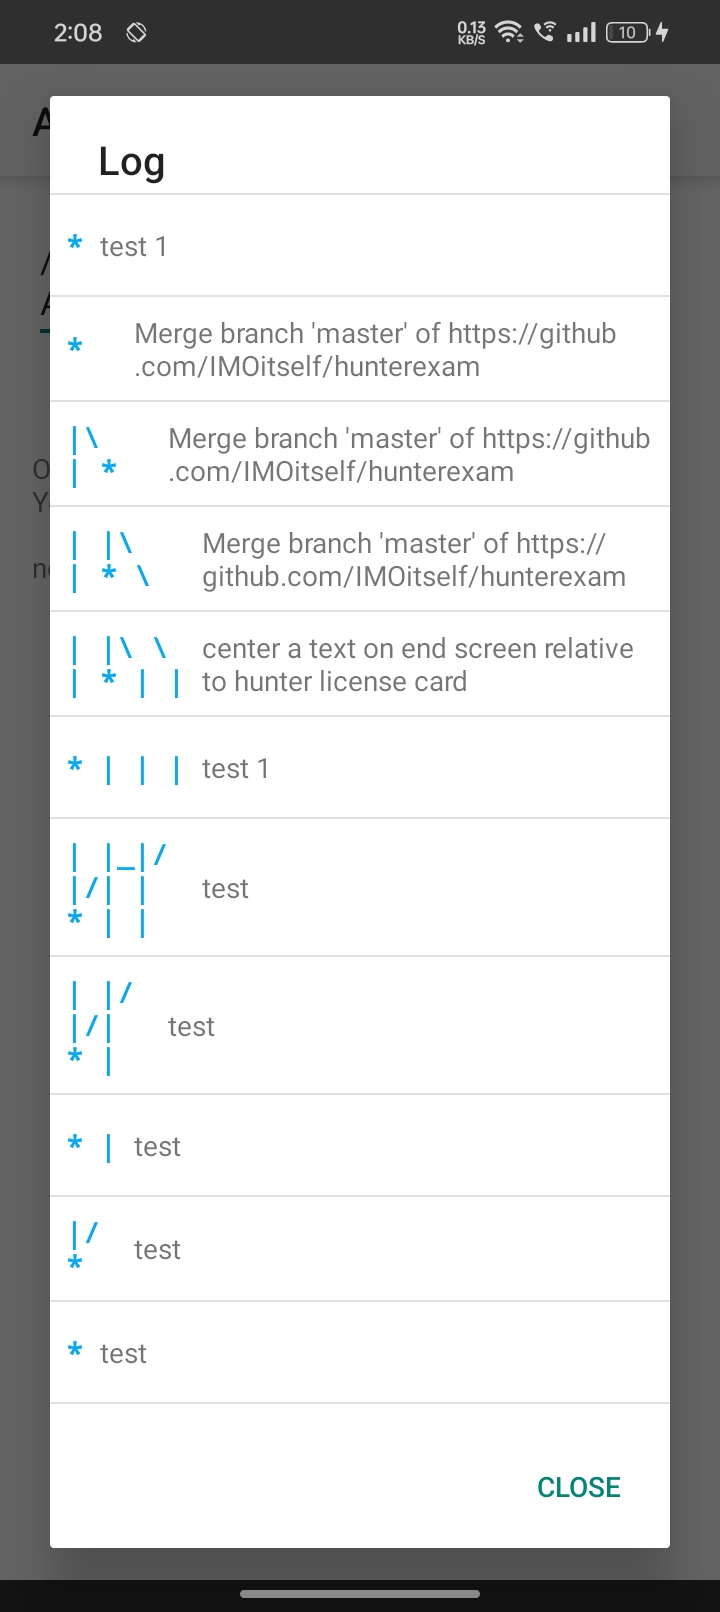 2:08
0.13
KB/S
10
A
Log
/
A
* test 1
* Merge branch 'master' of https://github
.com/IMOitself/hunterexam
|\ Merge branch 'master' of https://github
| * .com/IMOitself/hunterexam
O
Y
| |\ Merge branch 'master' of https://
| * \ github.com/IMOitself/hunterexam
| |\ \ center a text on end screen relative
| * | | to hunter license card
* | | | test 1
| |_|/
|/| | test
* | |
| |/
|/| test
* |
* | test
|/
* test
* test
CLOSE